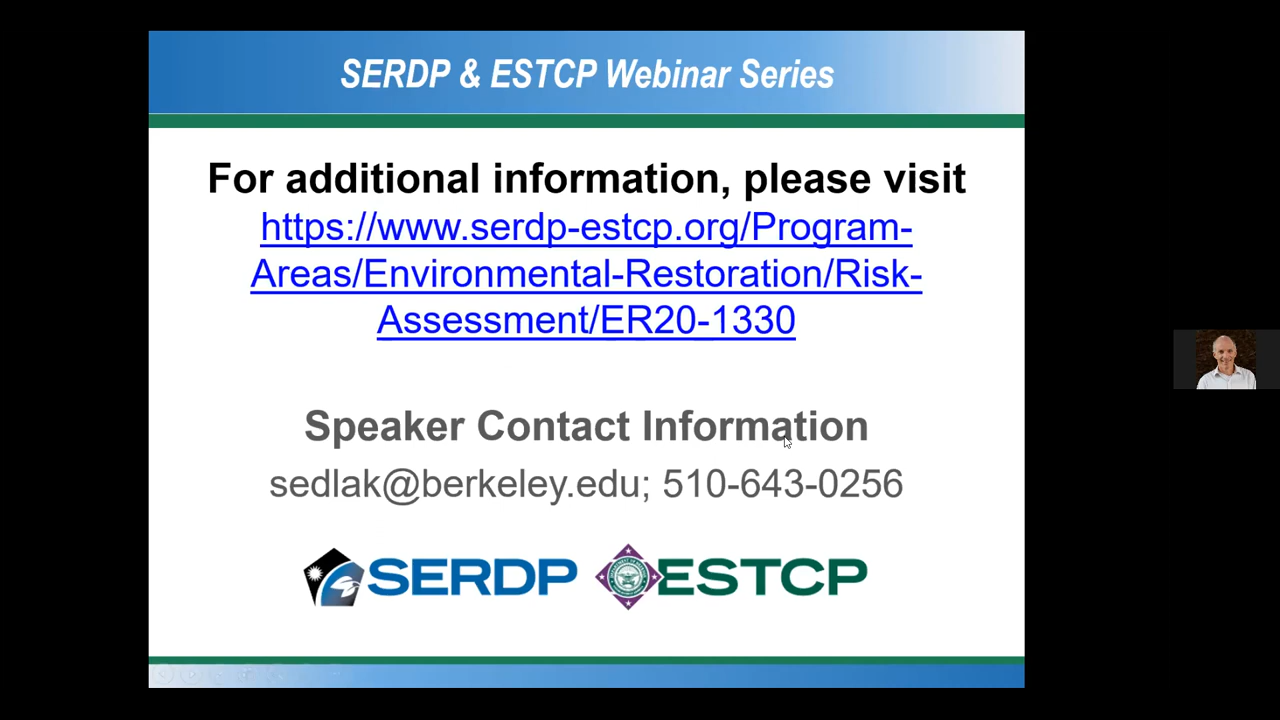 SERDP & ESTCP Webinar Series
For additional information, please visit
https://www.serdp-estcp.org/Program-
Areas/Environmental-Restoration/Risk-
Assessment/ER20-1330
Speaker Contact Information
sedlak@berkeley.edu; 510-643-0256
SERDP ESTCP